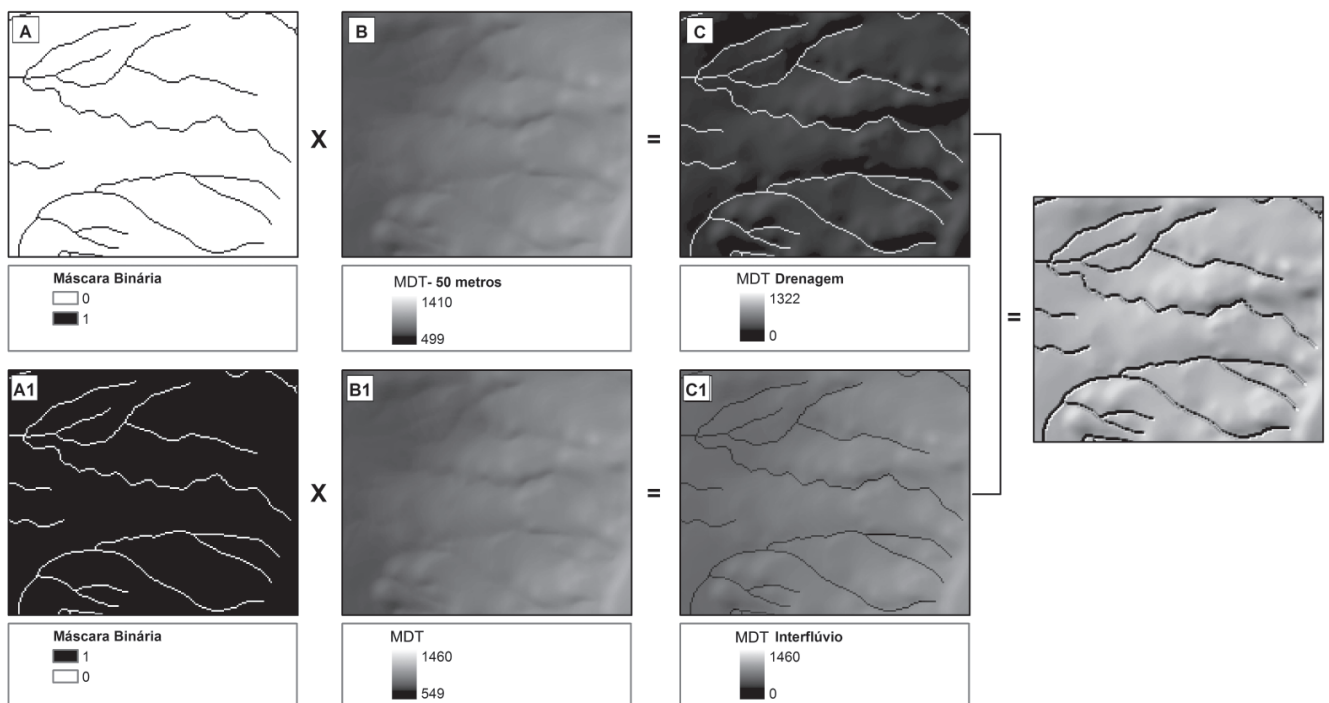 A
B
C
X
=
Máscara Binária
0
1
MDT- 50 metros
1410
499
MDT Drenagem
1322
0
=
A1
B1
C1
X
=
Máscara Binária
1
0
MDT
1460
549
MDT Interflúvio
1460
0